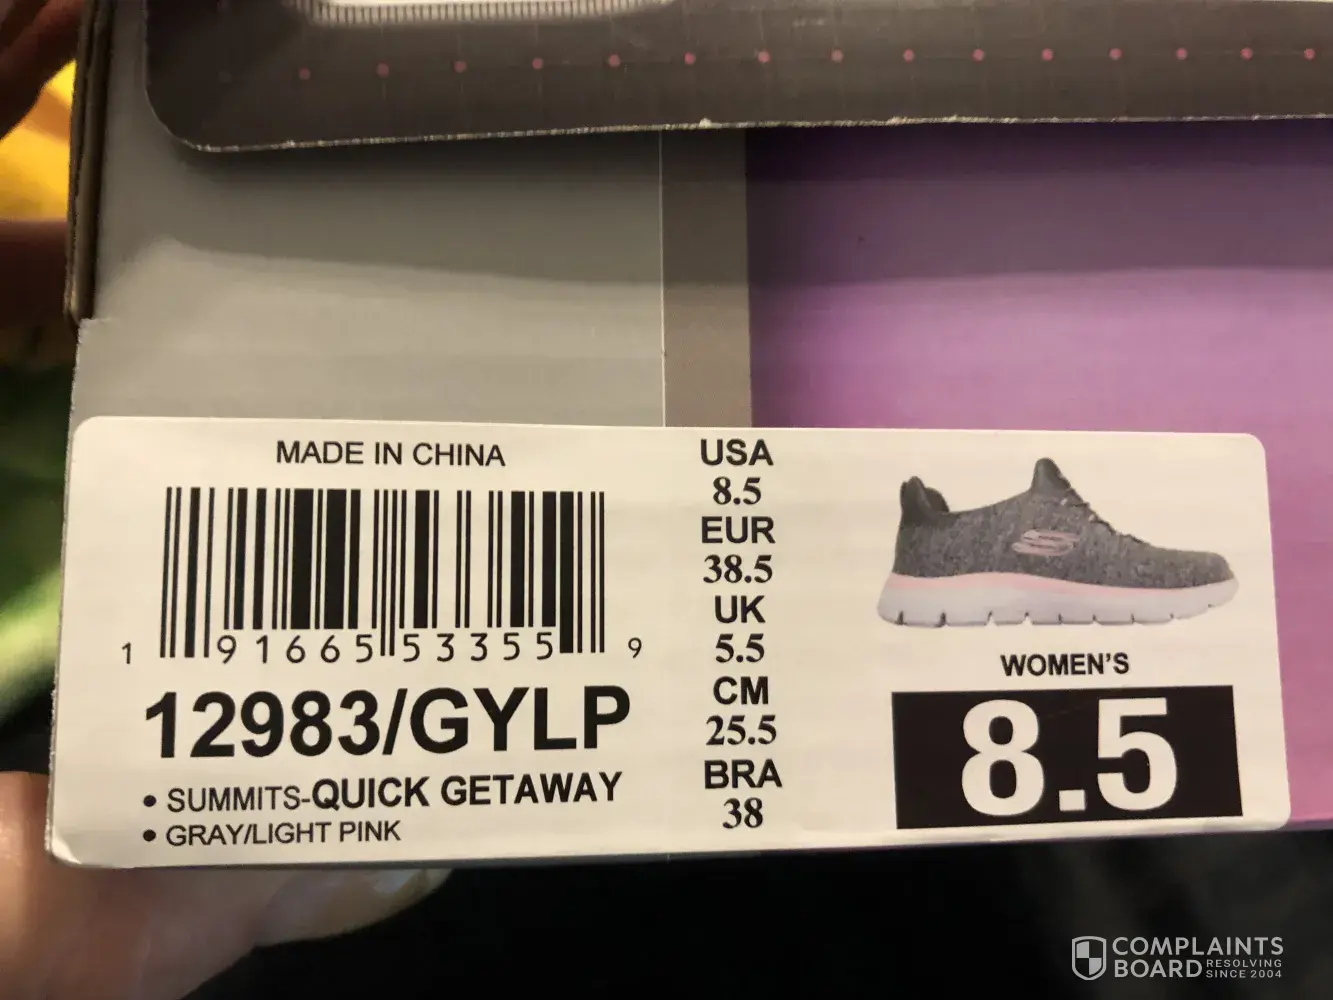 MADE IN CHINA
1 91665 53355 9
12983/GYLP
• SUMMITS-QUICK GETAWAY
• GRAY/LIGHT PINK
USA
8.5
EUR
38.5
UK
5.5
CM
25.5
BRA
38
WOMEN'S
8.5
COMPLAINTS
BOARD RESOLVING
SINCE 2004